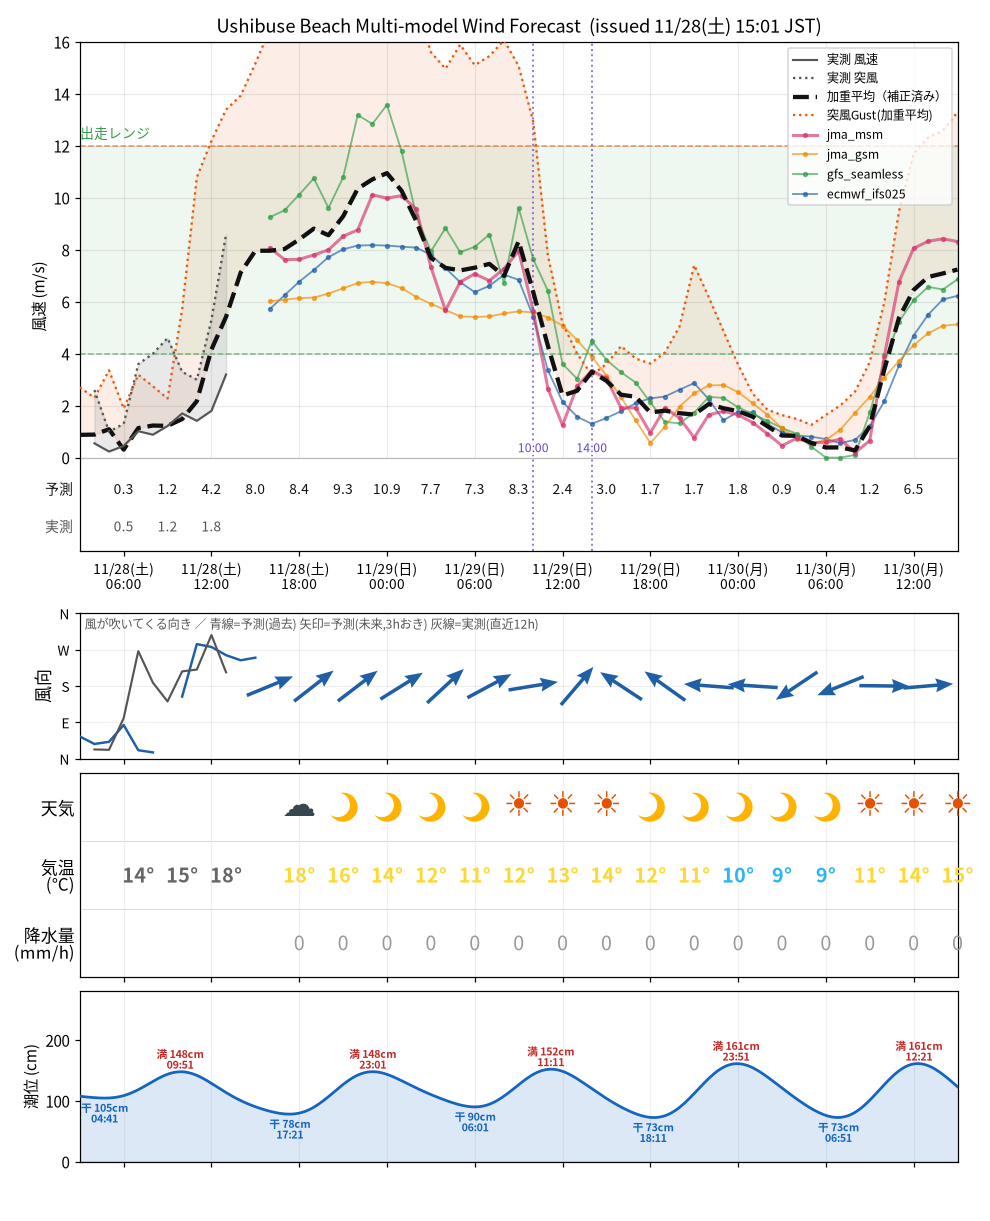 Ushibuse Beach Multi-model Wind Forecast (issued 11/28(土) 15:01 JST)
風速 (m/s)
16
14
12
10
8
6
4
2
0
出走レンジ
実測 風速
実測 突風
加重平均（補正済み）
突風Gust(加重平均)
jma_msm
jma_gsm
gfs_seamless
ecmwf_ifs025
10:00 14:00
予測 0.3 1.2 4.2 8.0 8.4 9.3 10.9 7.7 7.3 8.3 2.4 3.0 1.7 1.7 1.8 0.9 0.4 1.2 6.5
実測 0.5 1.2 1.8
11/28(土) 11/28(土) 11/28(土) 11/29(日) 11/29(日) 11/29(日) 11/29(日) 11/30(月) 11/30(月) 11/30(月)
06:00 12:00 18:00 00:00 06:00 12:00 18:00 00:00 06:00 12:00
風向
N
W
S
E
N
風が吹いてくる向き ／ 青線=予測(過去) 矢印=予測(未来,3hおき) 灰線=実測(直近12h)
天気
気温
(℃)
14° 15° 18° 18° 16° 14° 12° 11° 12° 13° 14° 12° 11° 10° 9° 9° 11° 14° 15°
降水量
(mm/h)
0 0 0 0 0 0 0 0 0 0 0 0 0 0 0 0
潮位 (cm)
200
100
0
干 105cm
04:41
満 148cm
09:51
干 78cm
17:21
満 148cm
23:01
干 90cm
06:01
満 152cm
11:11
干 73cm
18:11
満 161cm
23:51
干 73cm
06:51
満 161cm
12:21